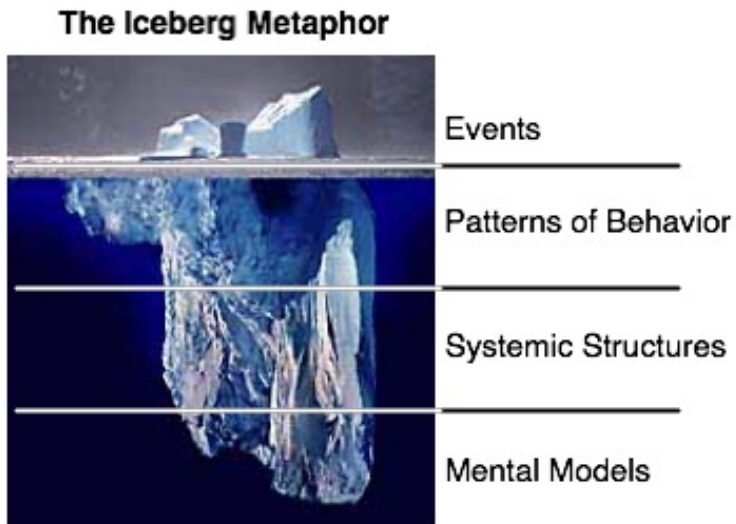 The Iceberg Metaphor
Events
Patterns of Behavior
Systemic Structures
Mental Models